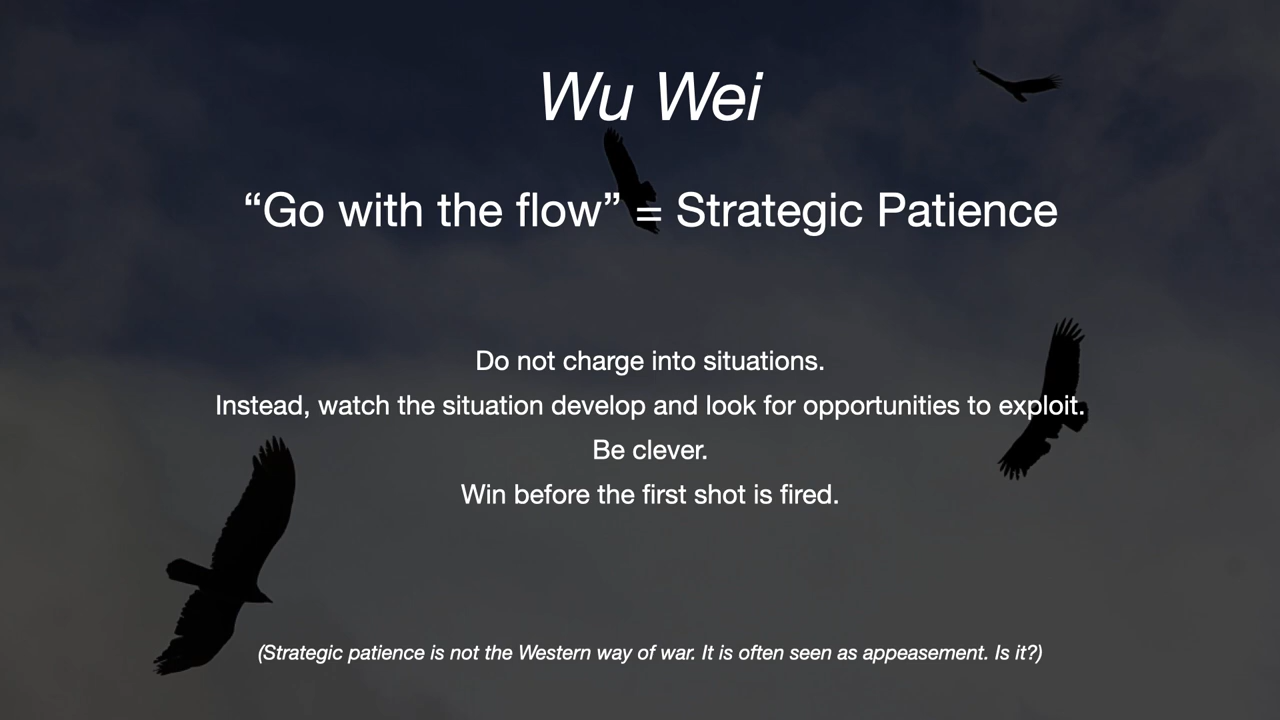 Wu Wei
“Go with the flow” = Strategic Patience
Do not charge into situations.
Instead, watch the situation develop and look for opportunities to exploit.
Be clever.
Win before the first shot is fired.
(Strategic patience is not the Western way of war. It is often seen as appeasement. Is it?)